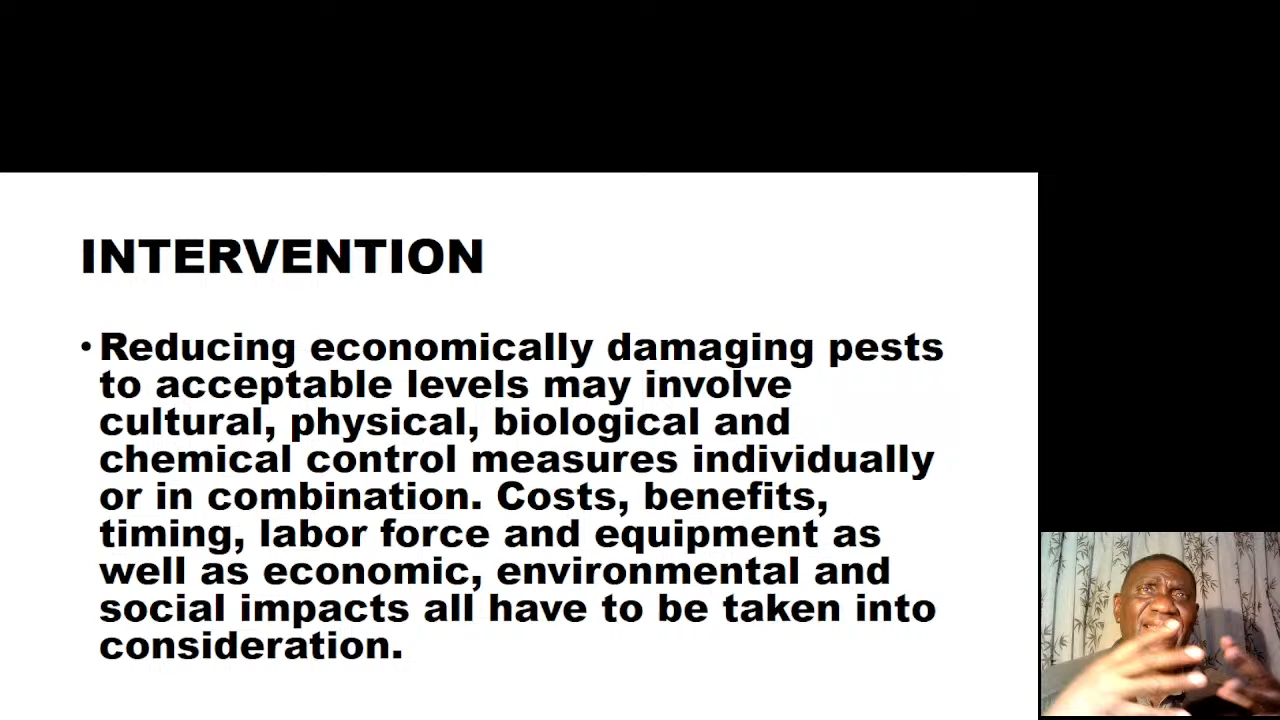 INTERVENTION
• Reducing economically damaging pests
to acceptable levels may involve
cultural, physical, biological and
chemical control measures individually
or in combination. Costs, benefits,
timing, labor force and equipment as
well as economic, environmental and
social impacts all have to be taken into
consideration.